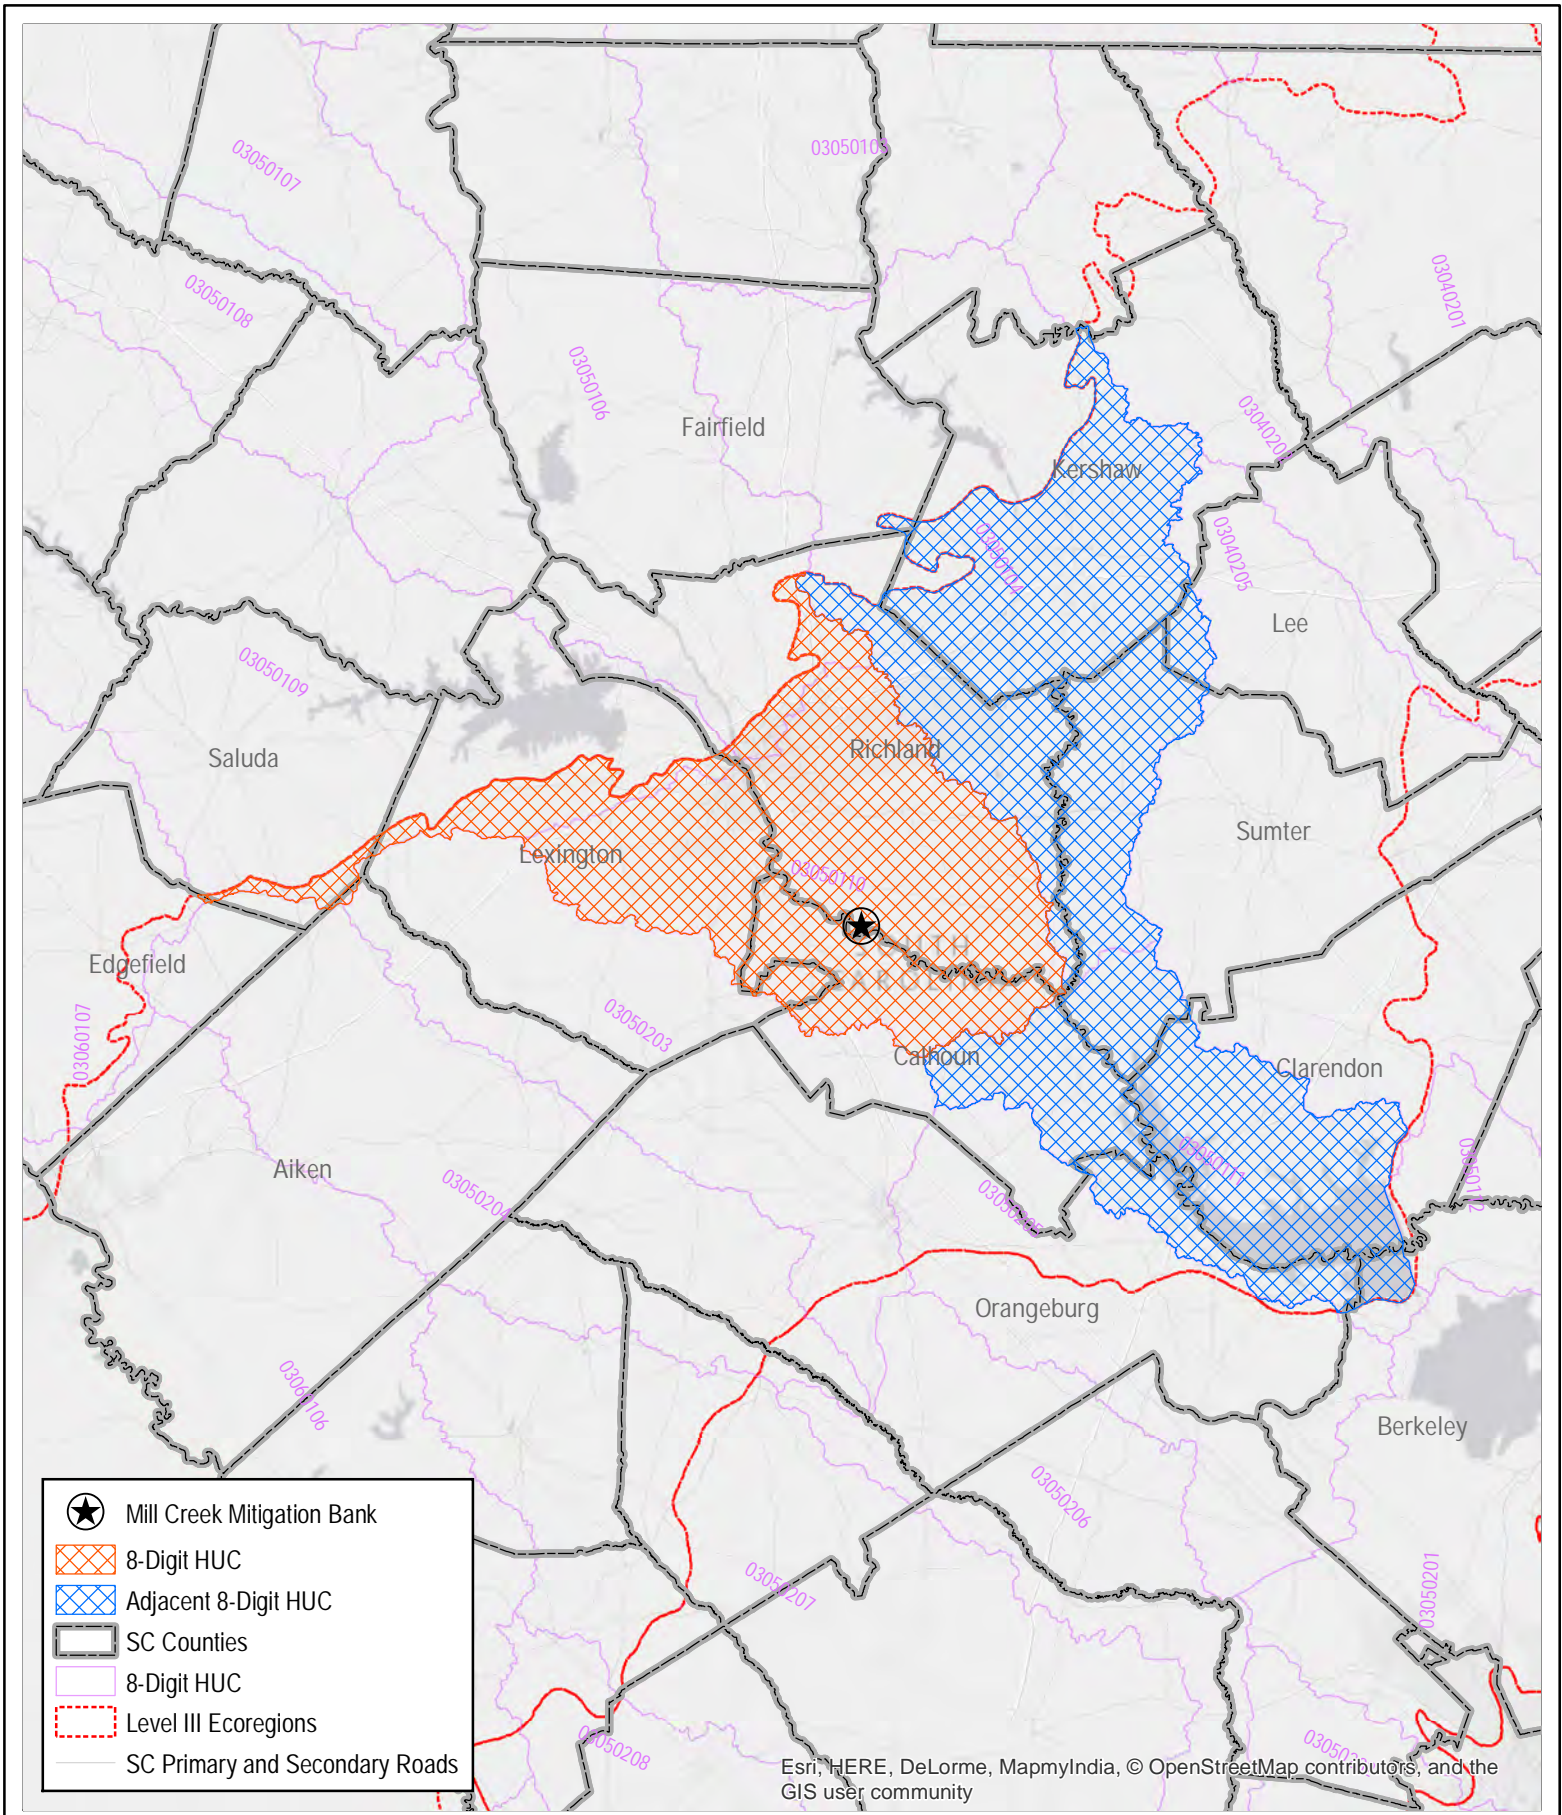 03050107
03050108
03040201
Fairfield
03050106
Kershaw
03050104
03040205
Lee
03050109
Saluda
Richland
Sumter
Lexington
03050110
Edgefield
03060107
03050203
Calhoun
Clarendon
Aiken
03050204
03050111
Orangeburg
03060106
Berkeley
03050206
03050207
03050201
03050208
Mill Creek Mitigation Bank
8-Digit HUC
Adjacent 8-Digit HUC
SC Counties
8-Digit HUC
Level III Ecoregions
SC Primary and Secondary Roads
Esri, HERE, DeLorme, MapmyIndia, © OpenStreetMap contributors, and the
GIS user community